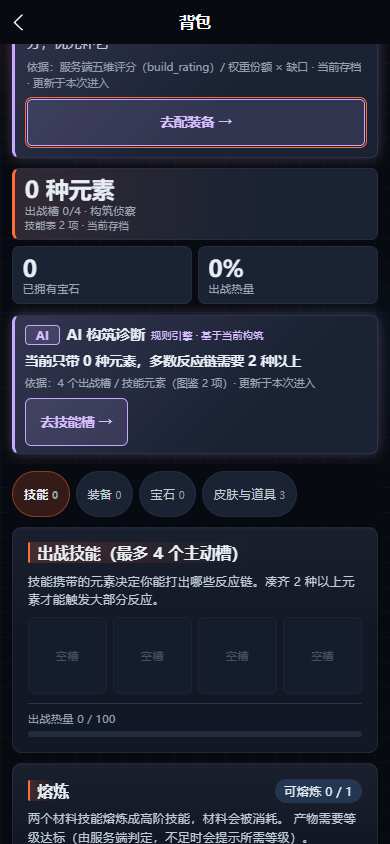 背包
分，优先补它
依据：服务端五维评分（build_rating）/ 权重份额 × 缺口 · 当前存档
· 更新于本次进入
去配装备 →
0 种元素
出战槽 0/4 · 构筑侦察
技能表 2 项 · 当前存档
0
已拥有宝石
0%
出战热量
AI AI 构筑诊断 规则引擎 · 基于当前构筑
当前只带 0 种元素，多数反应链需要 2 种以上
依据：4 个出战槽 / 技能元素（图鉴 2 项）· 更新于本次进入
去技能槽 →
技能 0 装备 0 宝石 0 皮肤与道具 3
出战技能（最多 4 个主动槽）
技能携带的元素决定你能打出哪些反应链。凑齐 2 种以上元
素才能触发大部分反应。
空槽 空槽 空槽 空槽
出战热量 0 / 100
熔炼 可熔炼 0 / 1
两个材料技能熔炼成高阶技能，材料会被消耗。 产物需要等
级达标（由服务端判定，不足时会提示所需等级）。